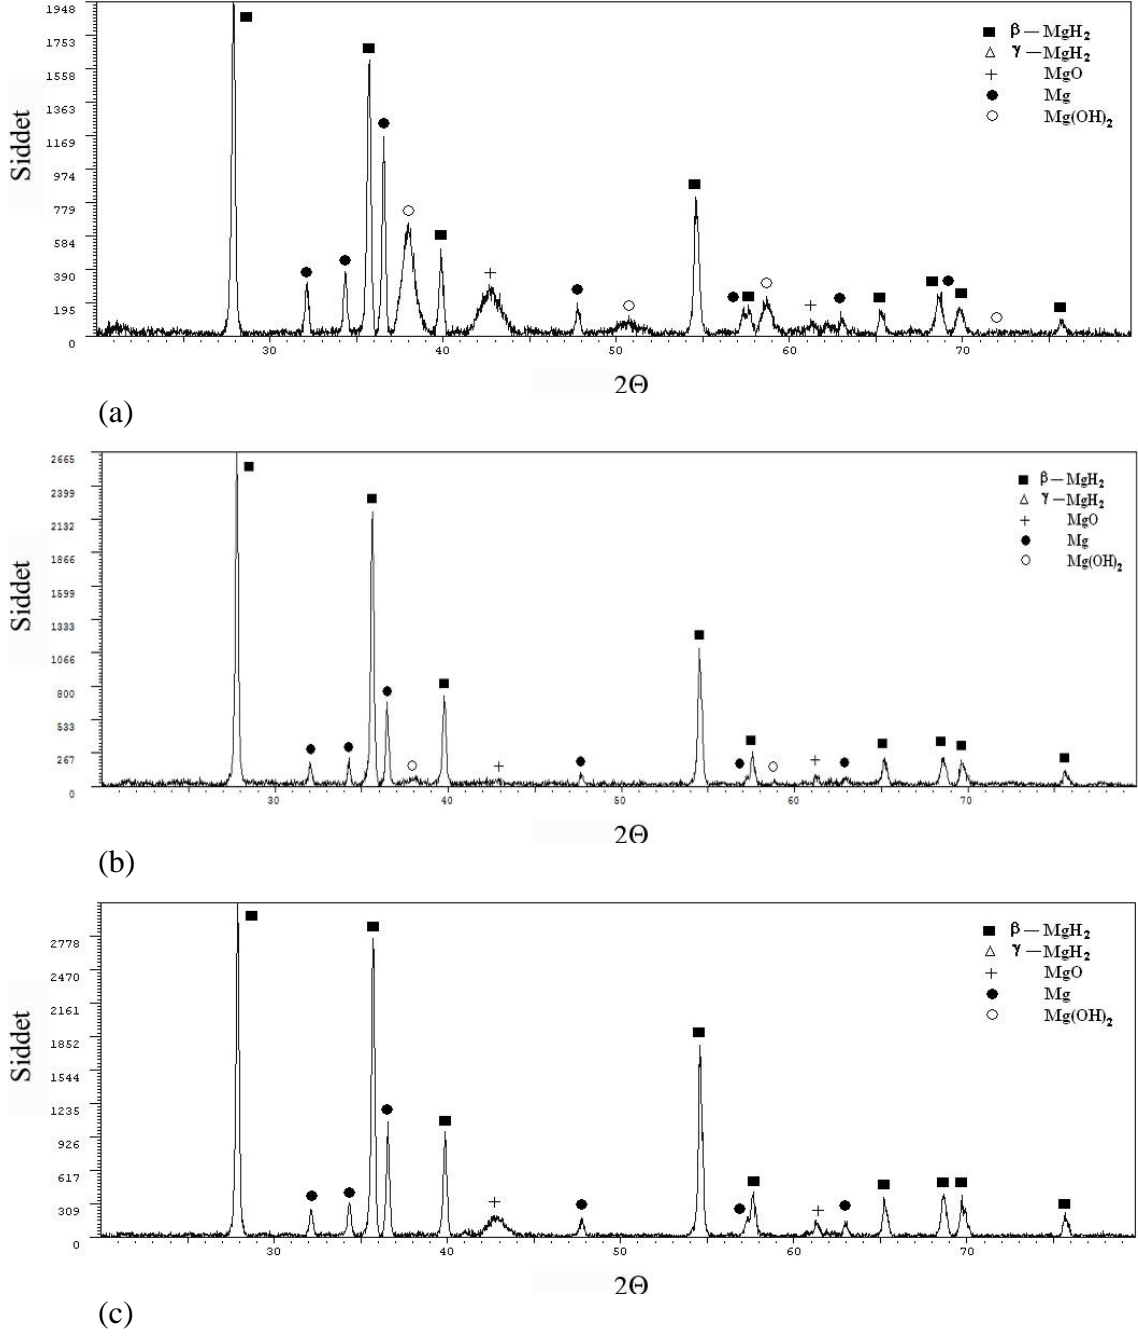 1948
1753
1558
1363
1169
974
779
584
390
195
0
Siddet
β — MgH2
γ — MgH2
MgO
Mg
Mg(OH)2
30 40 50 60 70
2Θ
(a)
2665
2399
2132
1866
1599
1333
1066
800
533
267
0
Siddet
β — MgH2
γ — MgH2
MgO
Mg
Mg(OH)2
30 40 50 60 70
2Θ
(b)
2778
2470
2161
1852
1544
1235
926
617
309
0
Siddet
β — MgH2
γ — MgH2
MgO
Mg
Mg(OH)2
30 40 50 60 70
2Θ
(c)